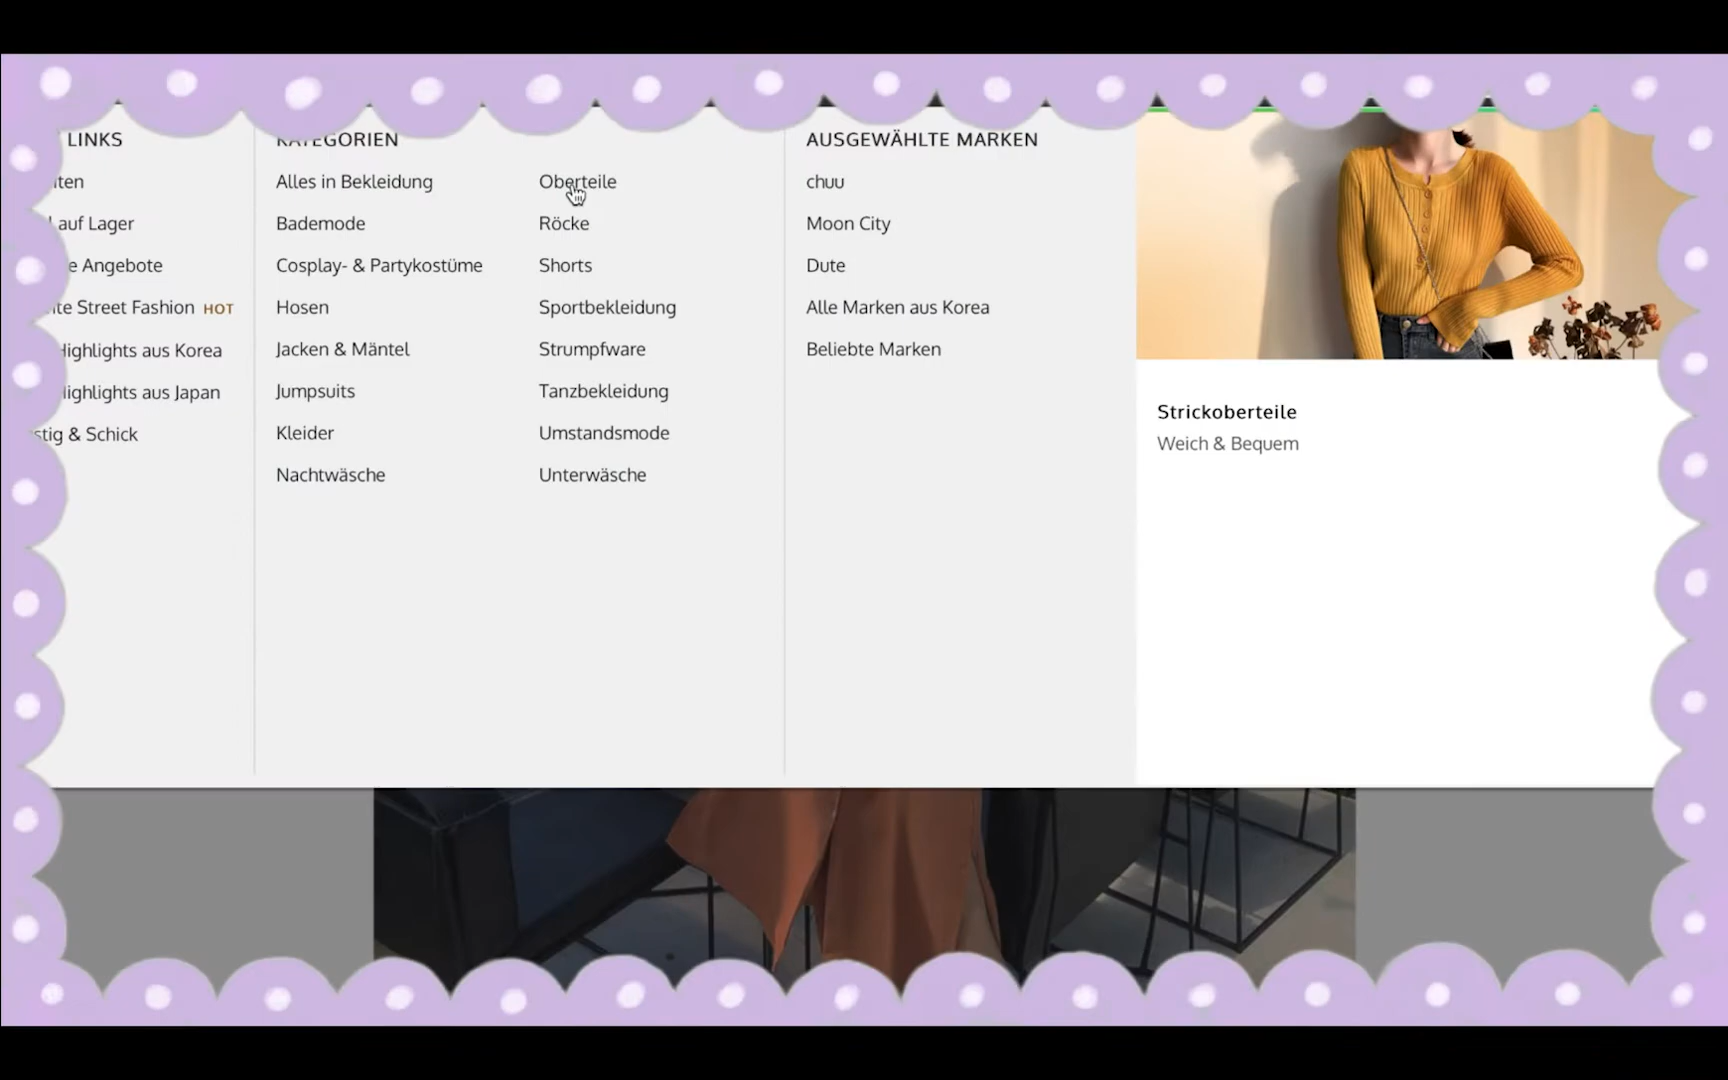 LINKS
auf Lager
Angebote
Street Fashion HOT
aus Korea
aus Japan
& Schick
KATEGORIEN
Alles in Bekleidung
Bademode
Cosplay- & Partykostüme
Hosen
Jacken & Mäntel
Jumpsuits
Kleider
Nachtwäsche
Oberteile
Röcke
Shorts
Sportbekleidung
Strumpfware
Tanzbekleidung
Umstandsmode
Unterwäsche
AUSGEWÄHLTE MARKEN
chuu
Moon City
Dute
Alle Marken aus Korea
Beliebte Marken
Strickoberteile
Weich & Bequem